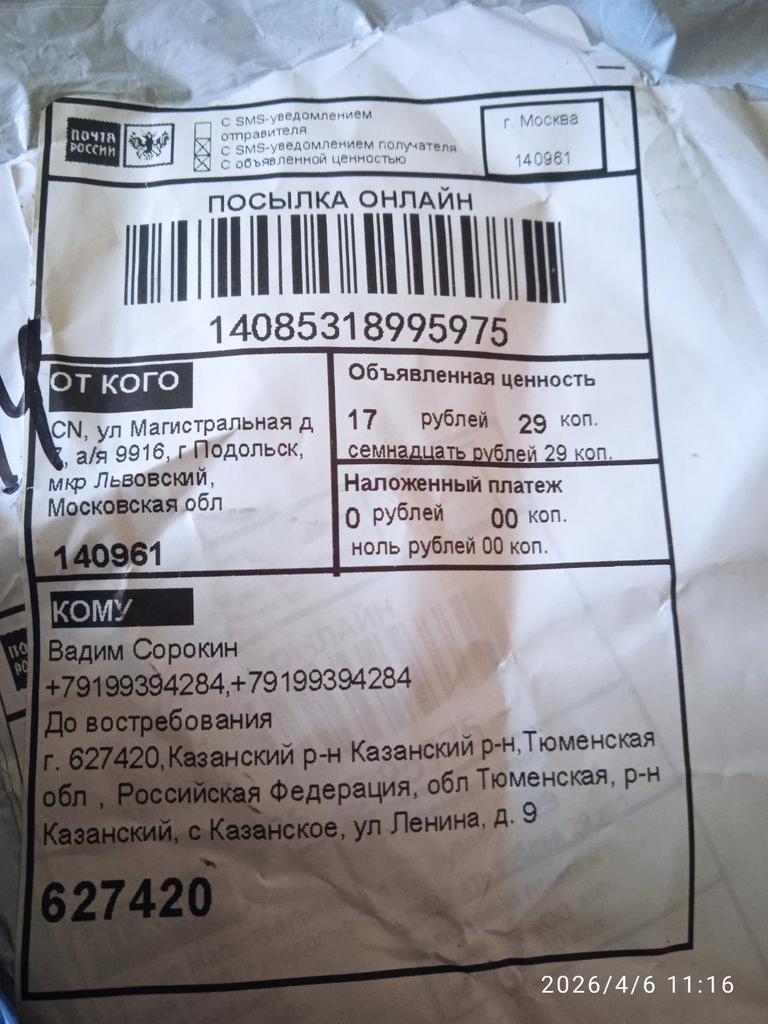 ПОЧТА
РОССИИ
С SMS-уведомлением
отправителя
С SMS-уведомлением получателя
С объявленной ценностью
г. Москва
140961
ПОСЫЛКА ОНЛАЙН
14085318995975
ОТ КОГО
CN, ул Магистральная д
а/я 9916, г Подольск,
мкр Львовский,
Московская обл
140961
Объявленная ценность
17 рублей 29 коп.
семнадцать рублей 29 коп.
Наложенный платеж
0 рублей 00 коп.
ноль рублей 00 коп.
КОМУ
Вадим Сорокин
+79199394284,+79199394284
До востребования
г. 627420,Казанский р-н Казанский р-н,Тюменская
обл , Российская Федерация, обл Тюменская, р-н
Казанский, с Казанское, ул Ленина, д. 9
627420
2026/4/6 11:16